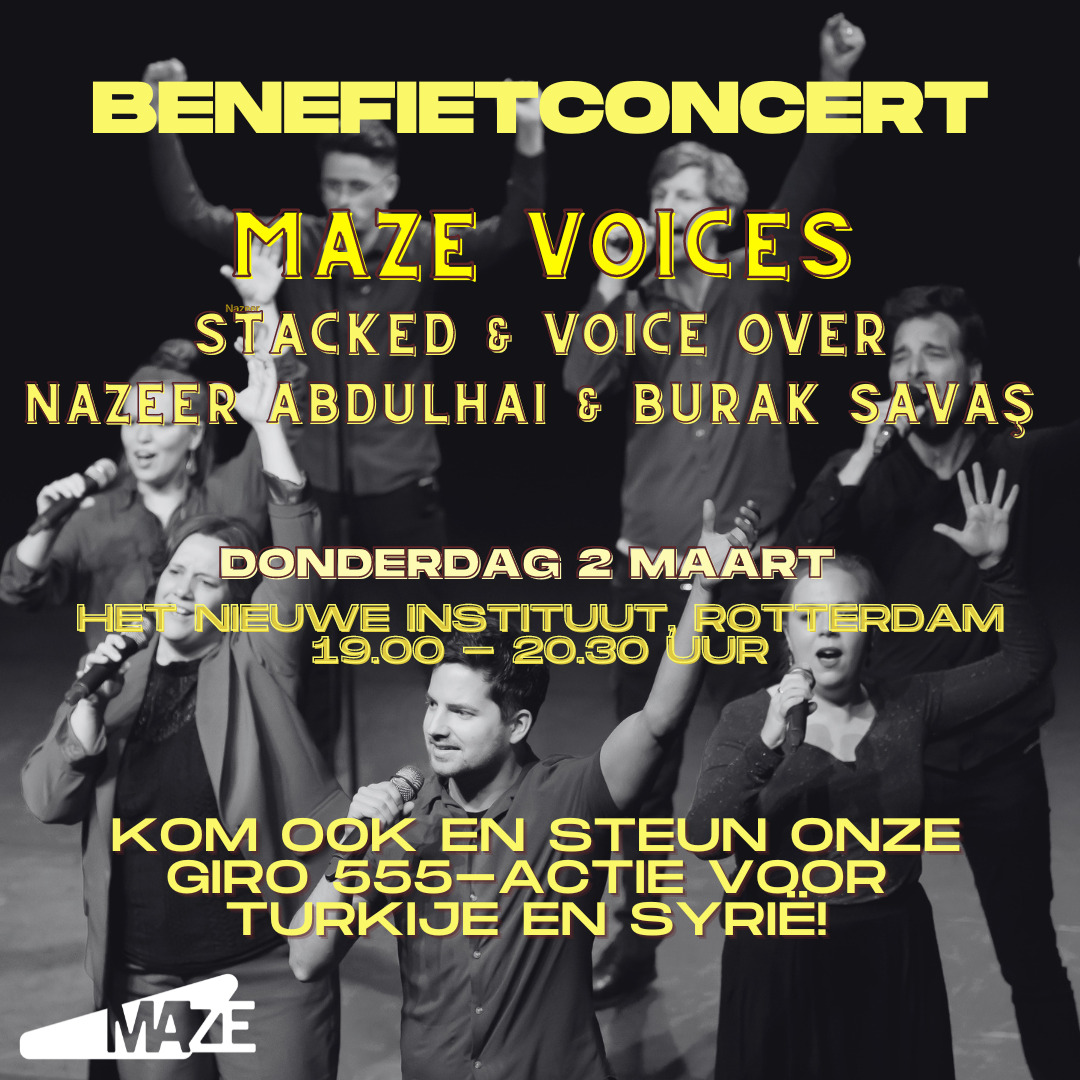 BENEFIETCONCERT
MAZE VOICES
Nazeer
STACKED & VOICE OVER
NAZEER ABDULHAI & BURAK SAVAŞ
DONDERDAG 2 MAART
HET NIEUWE INSTITUUT, ROTTERDAM
19.00 - 20.30 UUR
KOM OOK EN STEUN ONZE
GIRO 555-ACTIE VOOR
TURKIJE EN SYRIË!
MAZE